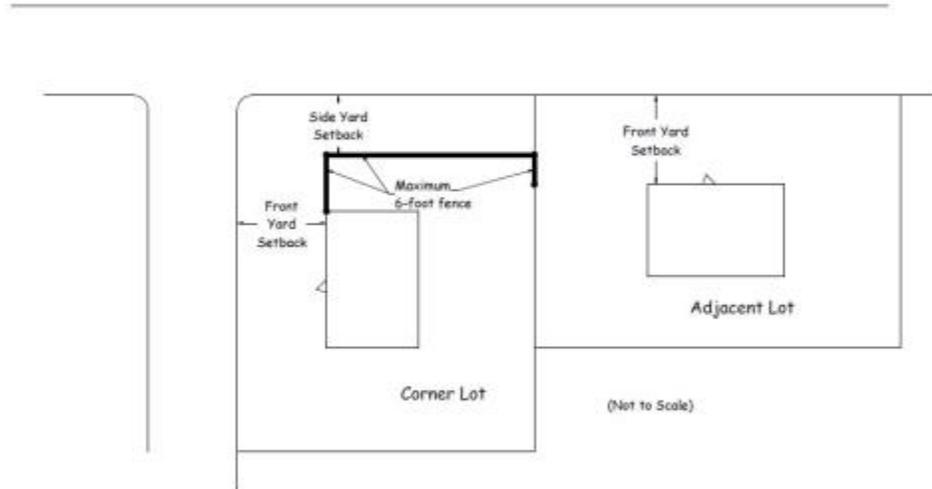 Side Yard
Setback
Front Yard
Setback
Maximum
6-foot fence
Front
Yard
Setback
Adjacent Lot
Corner Lot
(Not to Scale)